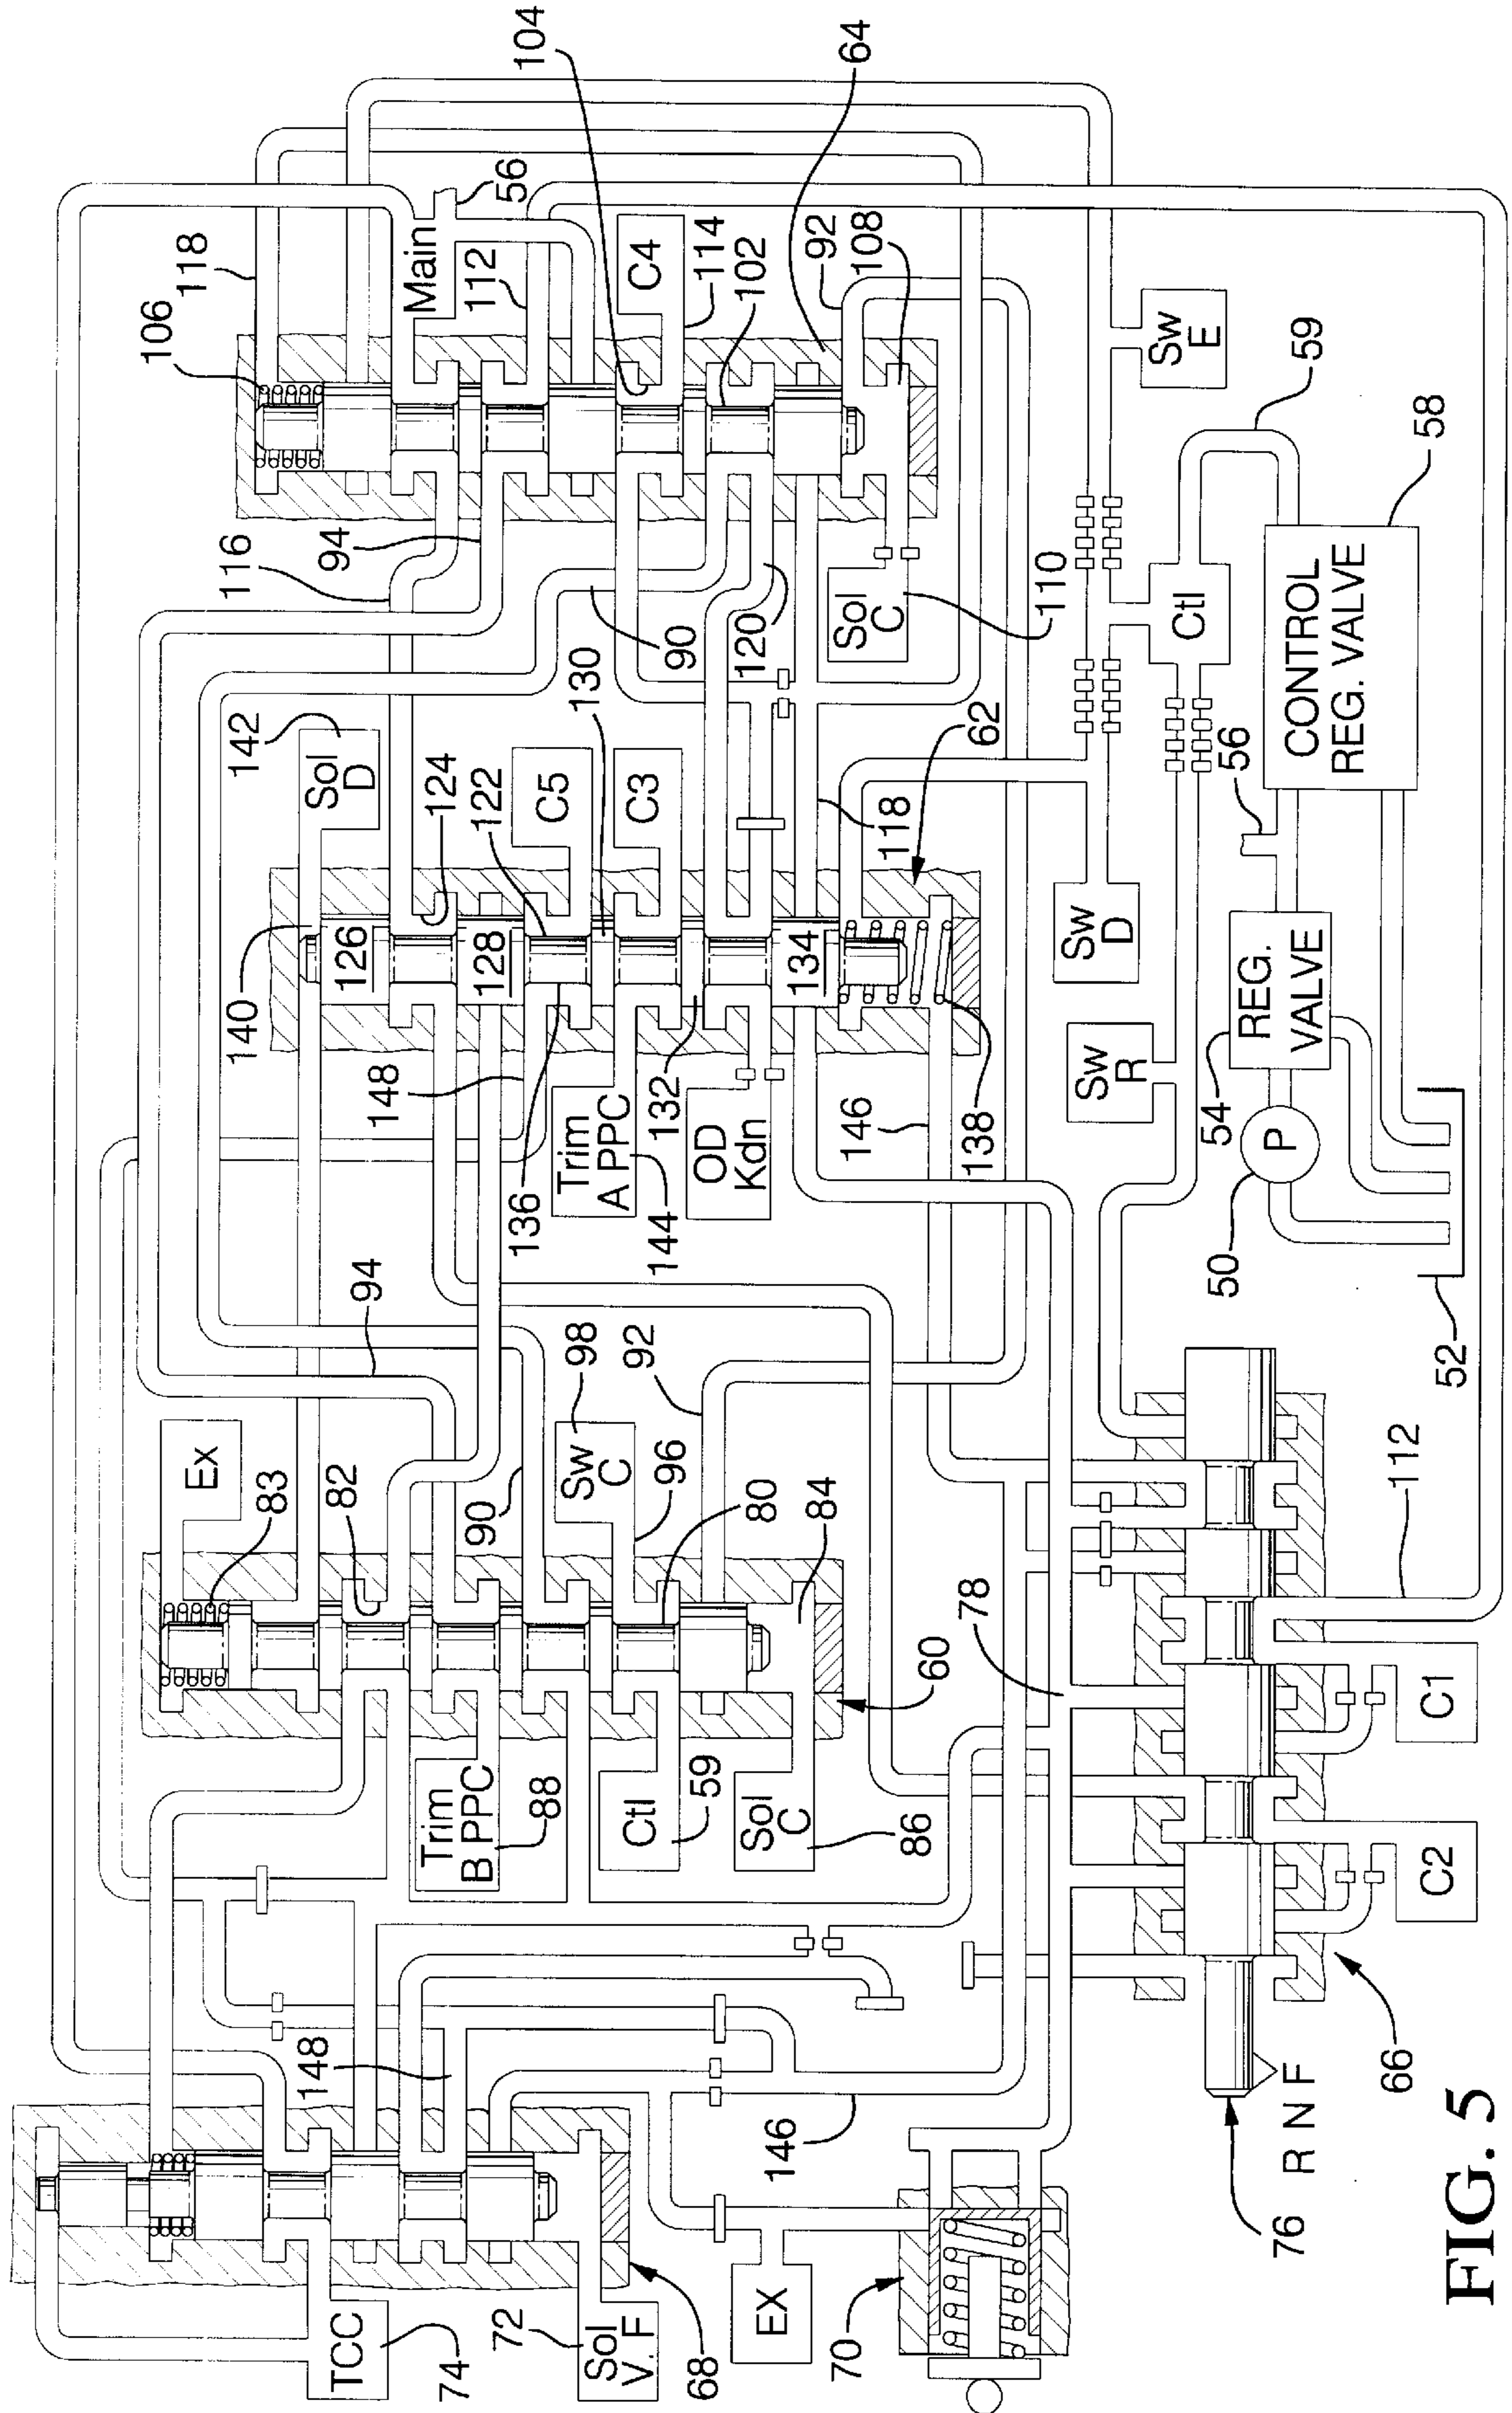 104
118
106
56
Main
112
64
C4
114
102
92
108
116
94
90
120
Sol
C
110
Sw
E
59
Ctl
CONTROL
REG. VALVE
58
142
Sol
D
124
122
C5
130
C3
62
118
140
126
128
134
132
138
148
136
Trim
A PPC
144
OD
Kdn
146
Sw
D
Sw
R
56
REG.
VALVE
54
P
50
52
94
Ex
83
82
90
Sw
C
98
96
92
80
84
60
Trim
B PPC
88
Ctl
59
Sol
C
86
78
112
C1
C2
66
76
R N F
148
146
TCC
74
72
Sol
V. F
68
EX
70
FIG. 5